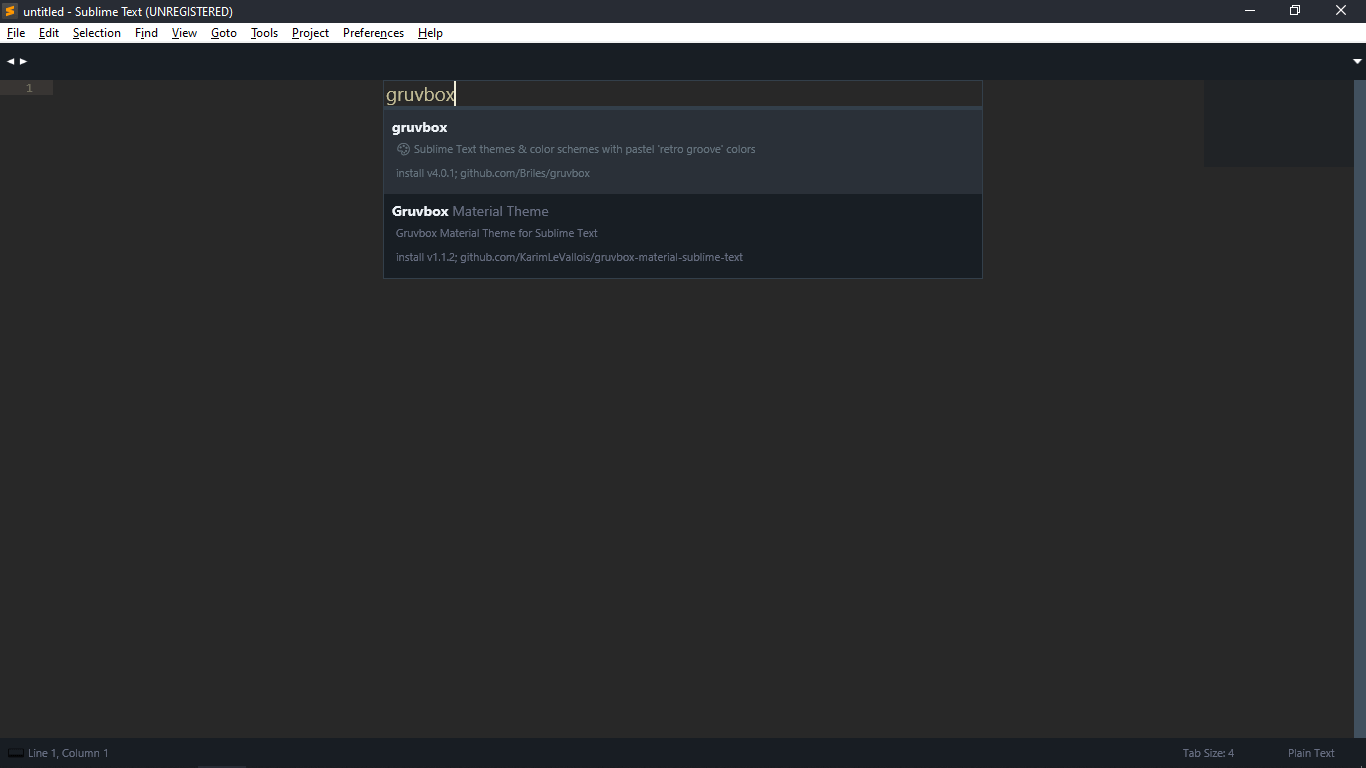 untitled - Sublime Text (UNREGISTERED)
File Edit Selection Find View Goto Tools Project Preferences Help
1
gruvbox
gruvbox
Sublime Text themes & color schemes with pastel 'retro groove' colors
install v4.0.1; github.com/Briles/gruvbox
Gruvbox Material Theme
Gruvbox Material Theme for Sublime Text
install v1.1.2; github.com/KarimLeVallois/gruvbox-material-sublime-text
Line 1, Column 1 Tab Size: 4 Plain Text